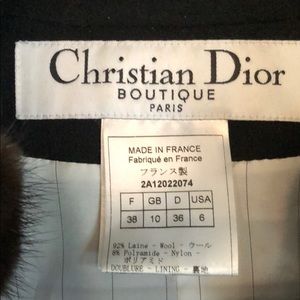 Christian Dior
BOUTIQUE
PARIS
MADE IN FRANCE
Fabriqué en France
フランス製
2A12022074
F GB D USA
38 10 36 6
92% Laine - Wool - ウール
8% Polyamide - Nylon -
ポリアミド
DOUBLURE - LINING - 裏地